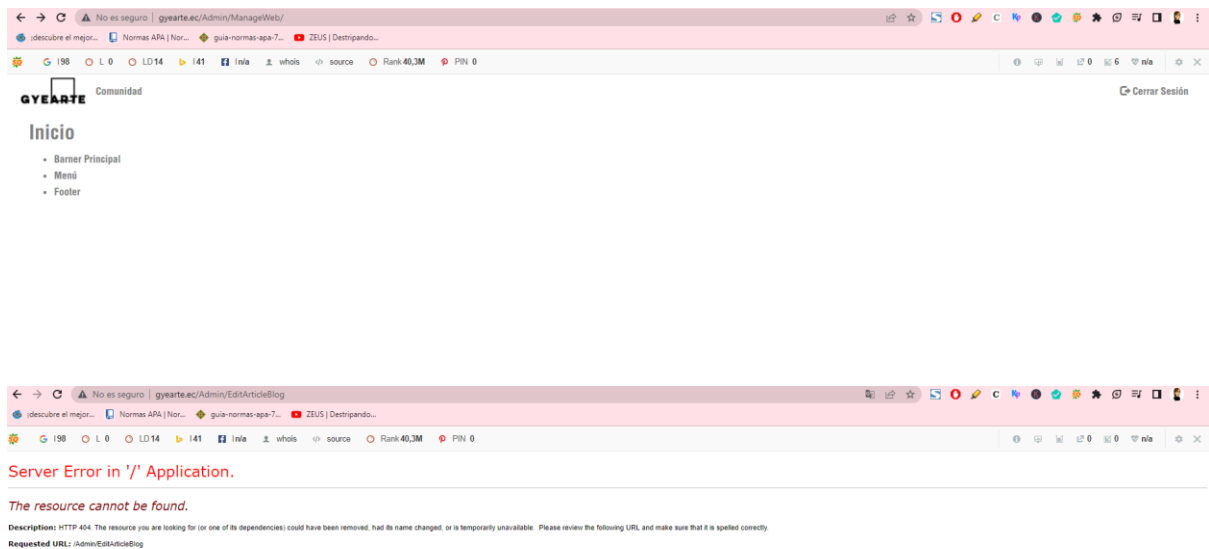 No es seguro | gyearte.ec/Admin/ManageWeb/
¡descubre el mejor... Normas APA | Nor... guia-normas-apa-7... ZEUS | Destripando...
I 98 L 0 LD 14 I 41 I n/a whois source Rank 40,3M PIN 0 0 6 n/a
GYEARTE Comunidad Cerrar Sesión
Inicio
• Barner Principal
• Menú
• Footer
No es seguro | gyearte.ec/Admin/EditArticleBlog
¡descubre el mejor... Normas APA | Nor... guia-normas-apa-7... ZEUS | Destripando...
I 98 L 0 LD 14 I 41 I n/a whois source Rank 40,3M PIN 0 0 0 n/a
Server Error in '/' Application.
The resource cannot be found.
Description: HTTP 404. The resource you are looking for (or one of its dependencies) could have been removed, had its name changed, or is temporarily unavailable. Please review the following URL and make sure that it is spelled correctly.
Requested URL: /Admin/EditArticleBlog